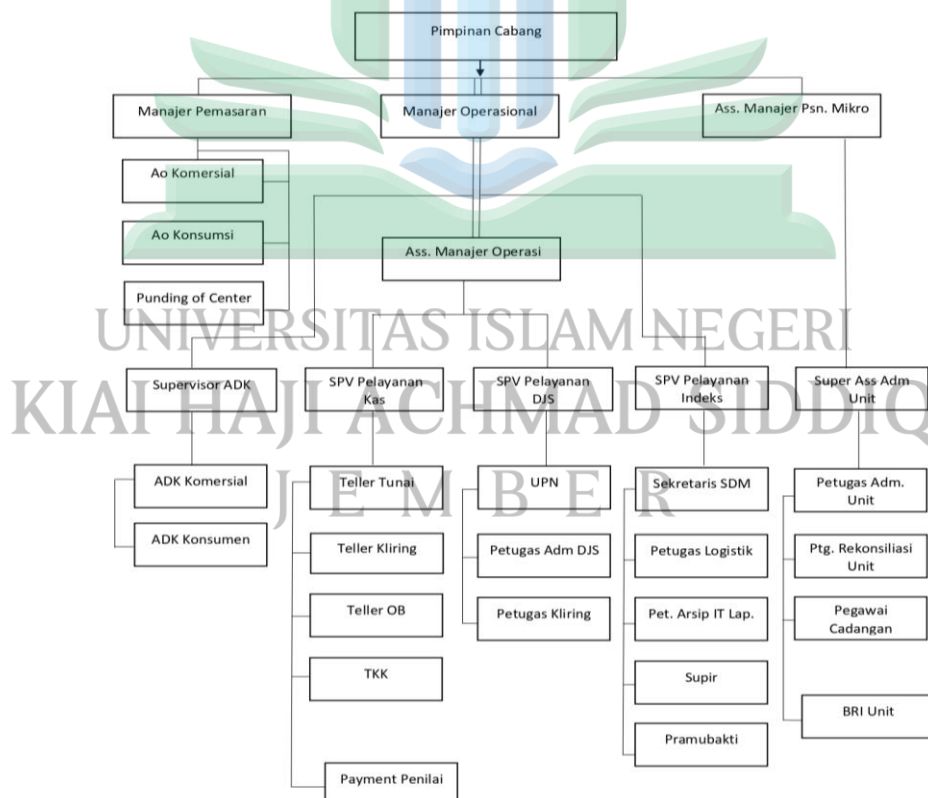 Pimpinan Cabang
Manajer Pemasaran
Manajer Operasional
Ass. Manajer Psn. Mikro
Ao Komersial
Ao Konsumsi
Ass. Manajer Operasi
Punding of Center
UNIVERSITAS ISLAM NEGERI
Supervisor ADK
SPV Pelayanan
Kas
SPV Pelayanan
DJS
SPV Pelayanan
Indeks
Super Ass Adm
Unit
KIAI HAJI ACHMAD SIDDIQ
ADK Komersial
Teller Tunai
UPN
Sekretaris SDM
Petugas Adm.
Unit
JEMBER
ADK Konsumen
Teller Kliring
Petugas Adm DJS
Petugas Logistik
Ptg. Rekonsiliasi
Unit
Teller OB
Petugas Kliring
Pet. Arsip IT Lap.
Pegawai
Cadangan
TKK
Supir
BRI Unit
Pramubakti
Payment Penilai